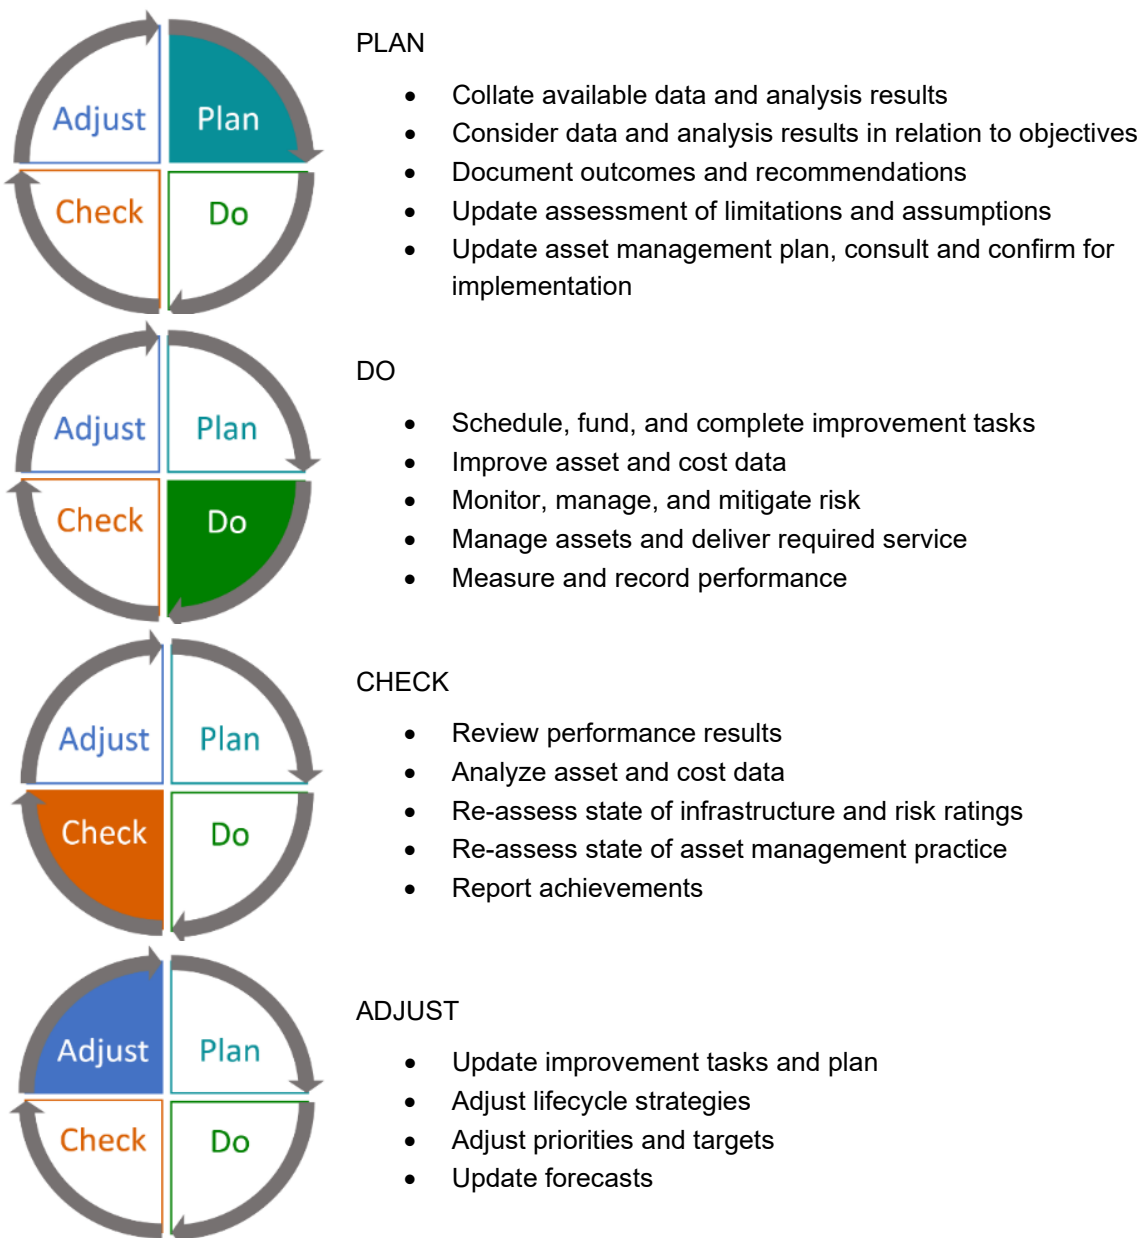 Adjust Plan
Check Do
PLAN
• Collate available data and analysis results
• Consider data and analysis results in relation to objectives
• Document outcomes and recommendations
• Update assessment of limitations and assumptions
• Update asset management plan, consult and confirm for
implementation
Adjust Plan
Check Do
DO
• Schedule, fund, and complete improvement tasks
• Improve asset and cost data
• Monitor, manage, and mitigate risk
• Manage assets and deliver required service
• Measure and record performance
Adjust Plan
Check Do
CHECK
• Review performance results
• Analyze asset and cost data
• Re-assess state of infrastructure and risk ratings
• Re-assess state of asset management practice
• Report achievements
Adjust Plan
Check Do
ADJUST
• Update improvement tasks and plan
• Adjust lifecycle strategies
• Adjust priorities and targets
• Update forecasts